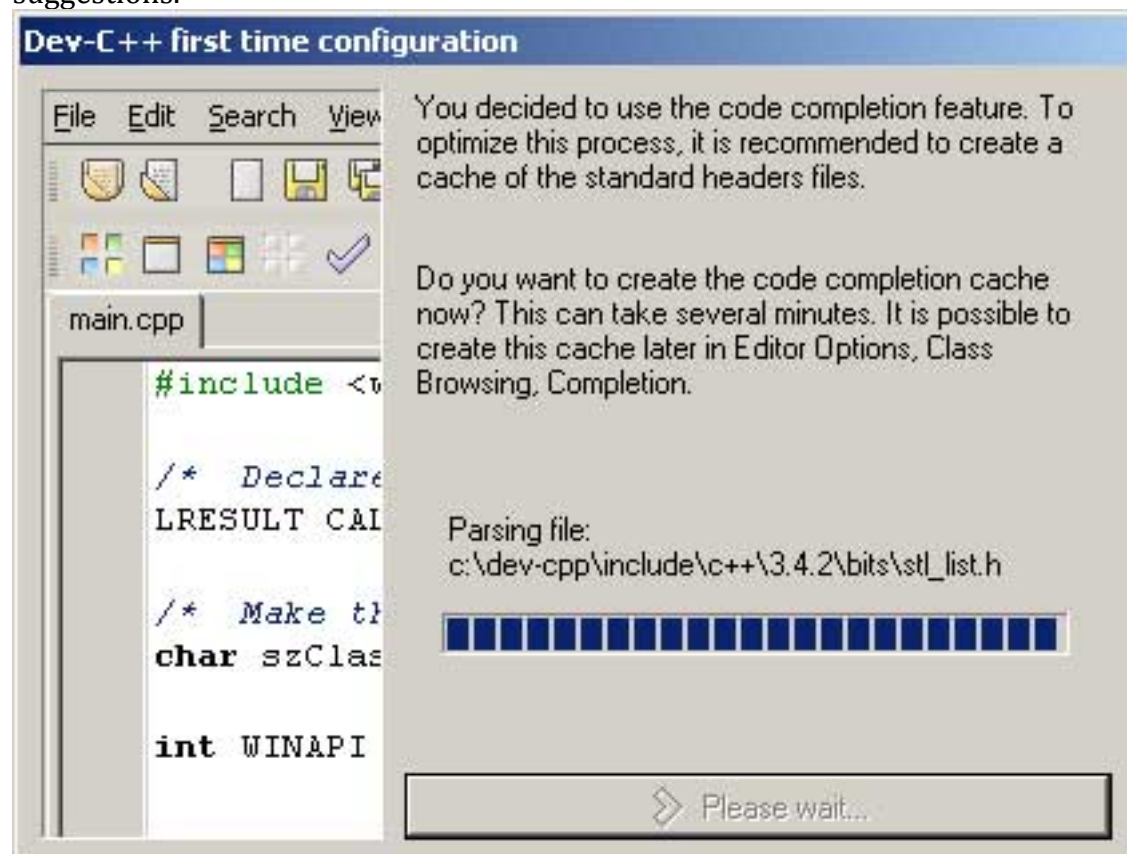 suggestions.
Dev-C++ first time configuration
File Edit Search View
main.cpp
#include <w
/* Declare
LRESULT CAL
/* Make th
char szClas
int WINAPI
You decided to use the code completion feature. To
optimize this process, it is recommended to create a
cache of the standard headers files.
Do you want to create the code completion cache
now? This can take several minutes. It is possible to
create this cache later in Editor Options, Class
Browsing, Completion.
Parsing file:
c:\dev-cpp\include\c++\3.4.2\bits\stl_list.h
Please wait...